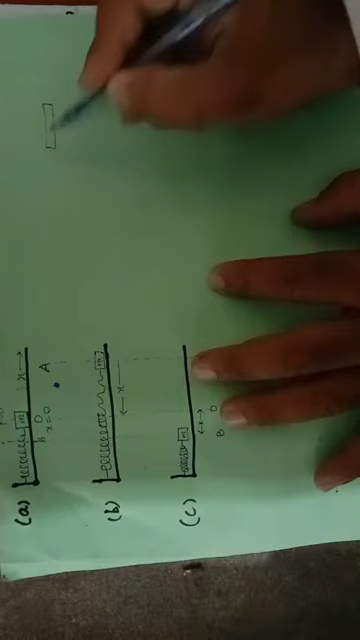 (a) m x→
B O A
x=0
(b) m
←x
(c) m
←x→
B O